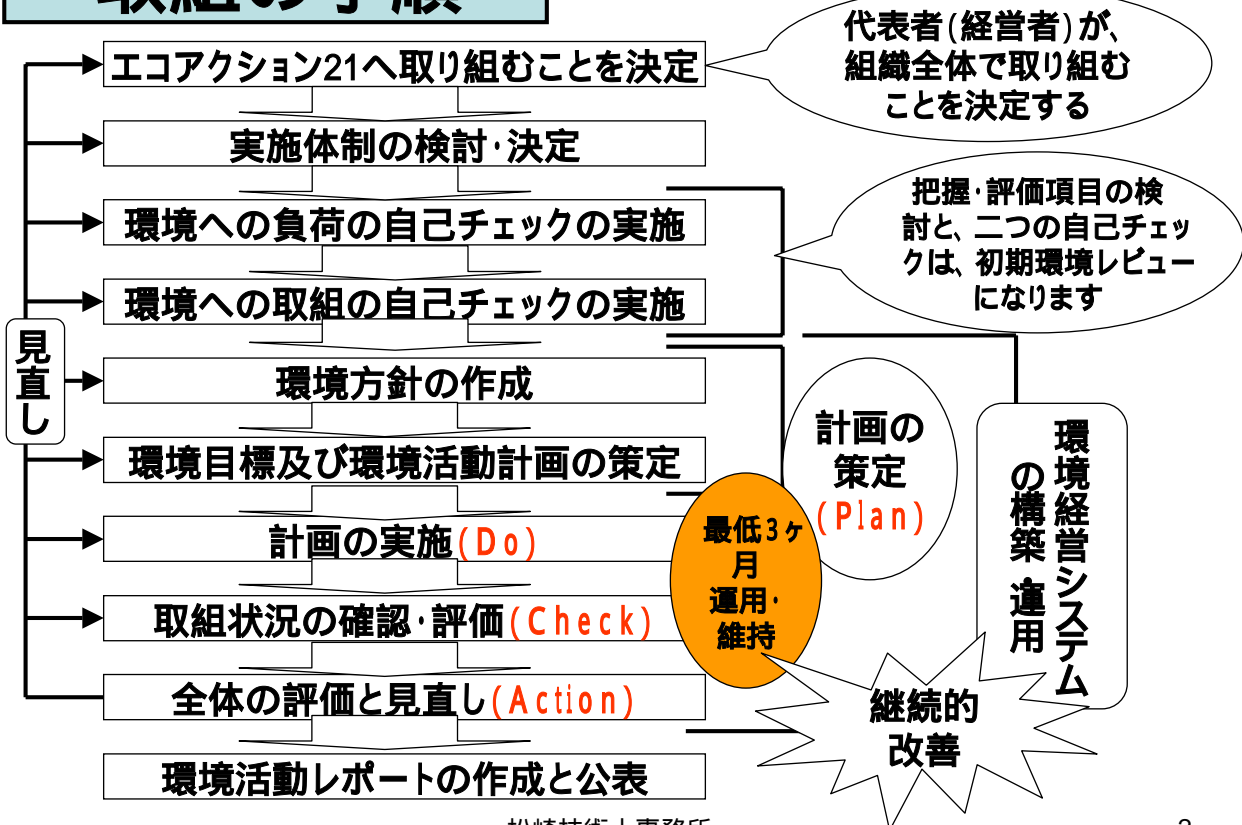 取組の手順
エコアクション21へ取り組むことを決定
代表者(経営者)が、
組織全体で取り組む
ことを決定する
実施体制の検討・決定
環境への負荷の自己チェックの実施
環境への取組の自己チェックの実施
把握・評価項目の検
討と、二つの自己チェッ
クは、初期環境レビュー
になります
見直し
環境方針の作成
環境目標及び環境活動計画の策定
計画の
策定
(Plan)
計画の実施(Do)
取組状況の確認・評価(Check)
全体の評価と見直し(Action)
環境活動レポートの作成と公表
最低3ヶ
月
運用・
維持
環境経営システム
の構築・運用
継続的
改善